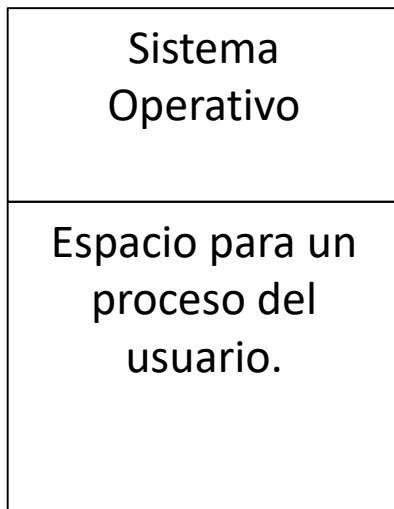 Sistema
Operativo
Espacio para un
proceso del
usuario.